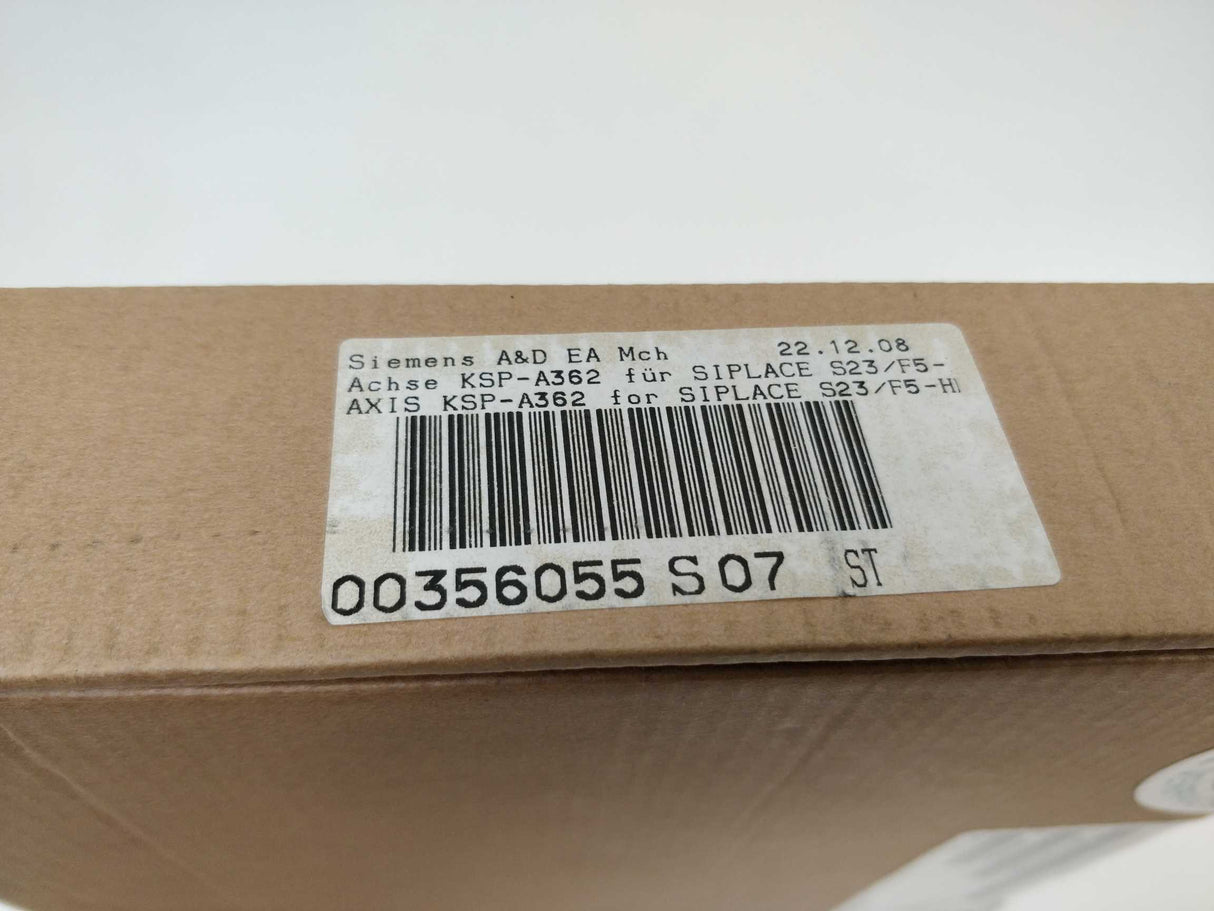 Siemens A&D EA Mch 22.12.08
Achse KSP-A362 für SIPLACE S23/F5-
AXIS KSP-A362 for SIPLACE S23/F5-H
00356055 S 07 ST